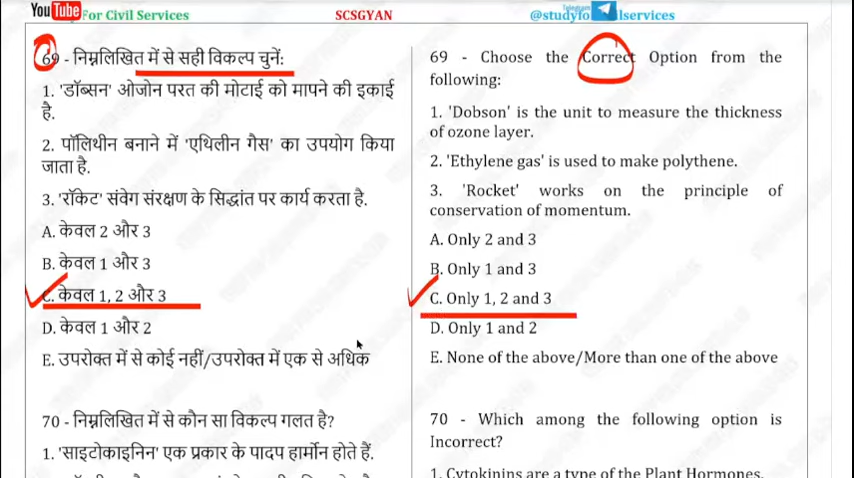 You Tube For Civil Services
SCSGYAN
Telegram
@studyfo lservices
69 - निम्नलिखित में से सही विकल्प चुनें:
1. 'डॉब्सन' ओजोन परत की मोटाई को मापने की इकाई
है.
2. पॉलिथीन बनाने में 'एथिलीन गैस' का उपयोग किया
जाता है.
3. 'रॉकेट' संवेग संरक्षण के सिद्धांत पर कार्य करता है.
A. केवल 2 और 3
B. केवल 1 और 3
C. केवल 1, 2 और 3
D. केवल 1 और 2
E. उपरोक्त में से कोई नहीं/उपरोक्त में एक से अधिक
70 - निम्नलिखित में से कौन सा विकल्प गलत है?
1. 'साइटोकाइनिन' एक प्रकार के पादप हार्मोन होते हैं.
69 - Choose the Correct Option from the
following:
1. 'Dobson' is the unit to measure the thickness
of ozone layer.
2. 'Ethylene gas' is used to make polythene.
3. 'Rocket' works on the principle of
conservation of momentum.
A. Only 2 and 3
B. Only 1 and 3
C. Only 1, 2 and 3
D. Only 1 and 2
E. None of the above/More than one of the above
70 - Which among the following option is
Incorrect?
1. Cytokinins are a type of the Plant Hormones.